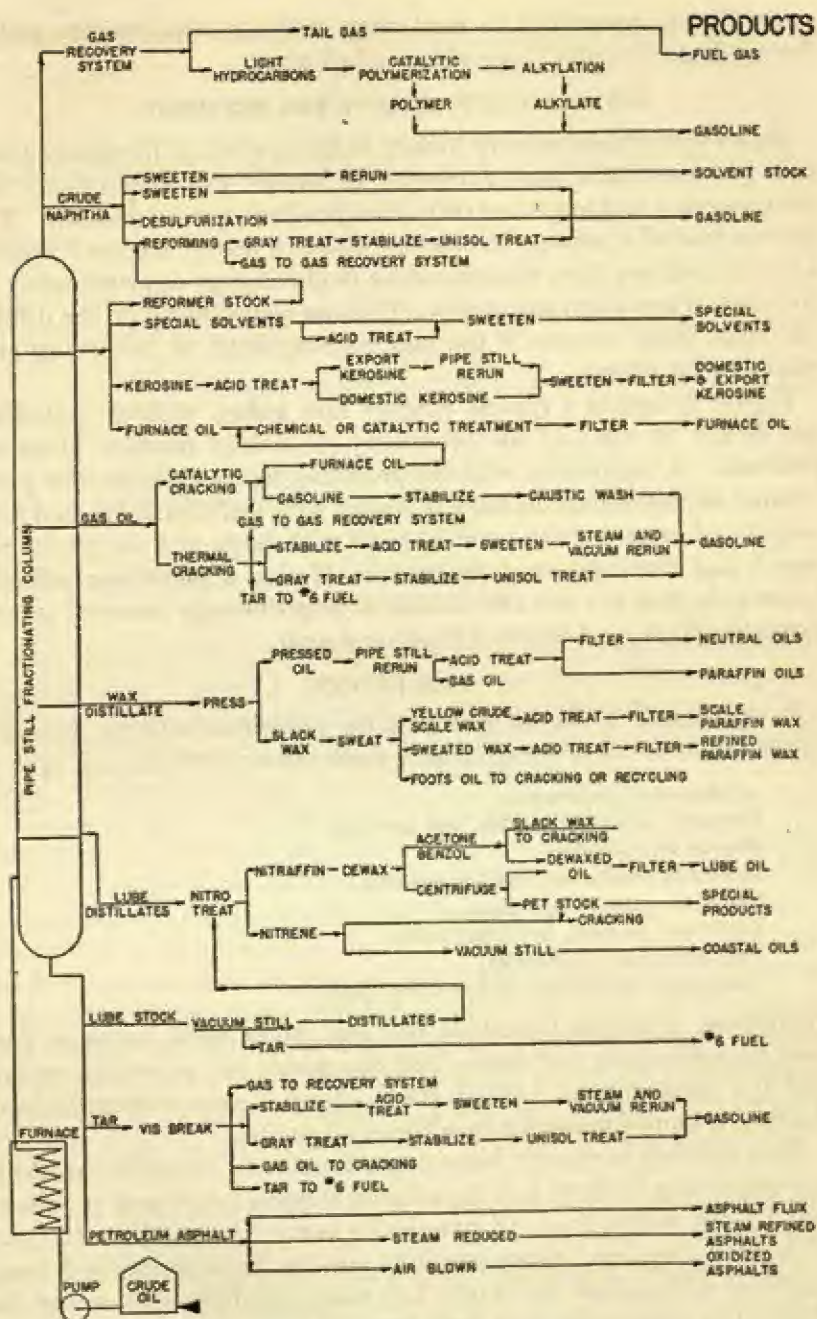 PRODUCTS
GAS RECOVERY SYSTEM
TAIL GAS
FUEL GAS
LIGHT HYDROCARBONS
CATALYTIC POLYMERIZATION
ALKYLATION
POLYMER
ALKYLATE
GASOLINE
CRUDE NAPHTHA
SWEETEN
RERUN
SOLVENT STOCK
SWEETEN
DESULFURIZATION
GASOLINE
REFORMING
GRAY TREAT
STABILIZE
UNISOL TREAT
GAS TO GAS RECOVERY SYSTEM
REFORMER STOCK
SPECIAL SOLVENTS
SWEETEN
SPECIAL SOLVENTS
ACID TREAT
KEROSINE
ACID TREAT
EXPORT KEROSINE
PIPE STILL RERUN
DOMESTIC KEROSINE
SWEETEN
FILTER
DOMESTIC & EXPORT KEROSINE
FURNACE OIL
CHEMICAL OR CATALYTIC TREATMENT
FILTER
FURNACE OIL
GAS OIL
CATALYTIC CRACKING
FURNACE OIL
GASOLINE
STABILIZE
CAUSTIC WASH
GAS TO GAS RECOVERY SYSTEM
THERMAL CRACKING
STABILIZE
ACID TREAT
SWEETEN
STEAM AND VACUUM RERUN
GASOLINE
GRAY TREAT
STABILIZE
UNISOL TREAT
TAR TO #6 FUEL
PIPE STILL FRACTIONATING COLUMN
WAX DISTILLATE
PRESS
PRESSED OIL
PIPE STILL RERUN
ACID TREAT
GAS OIL
FILTER
NEUTRAL OILS
PARAFFIN OILS
SLACK WAX
SWEAT
YELLOW CRUDE SCALE WAX
ACID TREAT
FILTER
SCALE PARAFFIN WAX
SWEATED WAX
ACID TREAT
FILTER
REFINED PARAFFIN WAX
FOOTS OIL TO CRACKING OR RECYCLING
LUBE DISTILLATES
NITRO TREAT
NITRAFFIN
DEWAX
ACETONE BENZOL
SLACK WAX TO CRACKING
DEWAXED OIL
FILTER
LUBE OIL
CENTRIFUGE
PET STOCK
SPECIAL PRODUCTS
CRACKING
NITRENE
VACUUM STILL
COASTAL OILS
LUBE STOCK
VACUUM STILL
DISTILLATES
TAR
#6 FUEL
TAR
VIS BREAK
GAS TO RECOVERY SYSTEM
STABILIZE
ACID TREAT
SWEETEN
STEAM AND VACUUM RERUN
GASOLINE
GRAY TREAT
STABILIZE
UNISOL TREAT
GAS OIL TO CRACKING
TAR TO #6 FUEL
FURNACE
PETROLEUM ASPHALT
ASPHALT FLUX
STEAM REDUCED
STEAM REFINED ASPHALTS
AIR BLOWN
OXIDIZED ASPHALTS
PUMP
CRUDE OIL